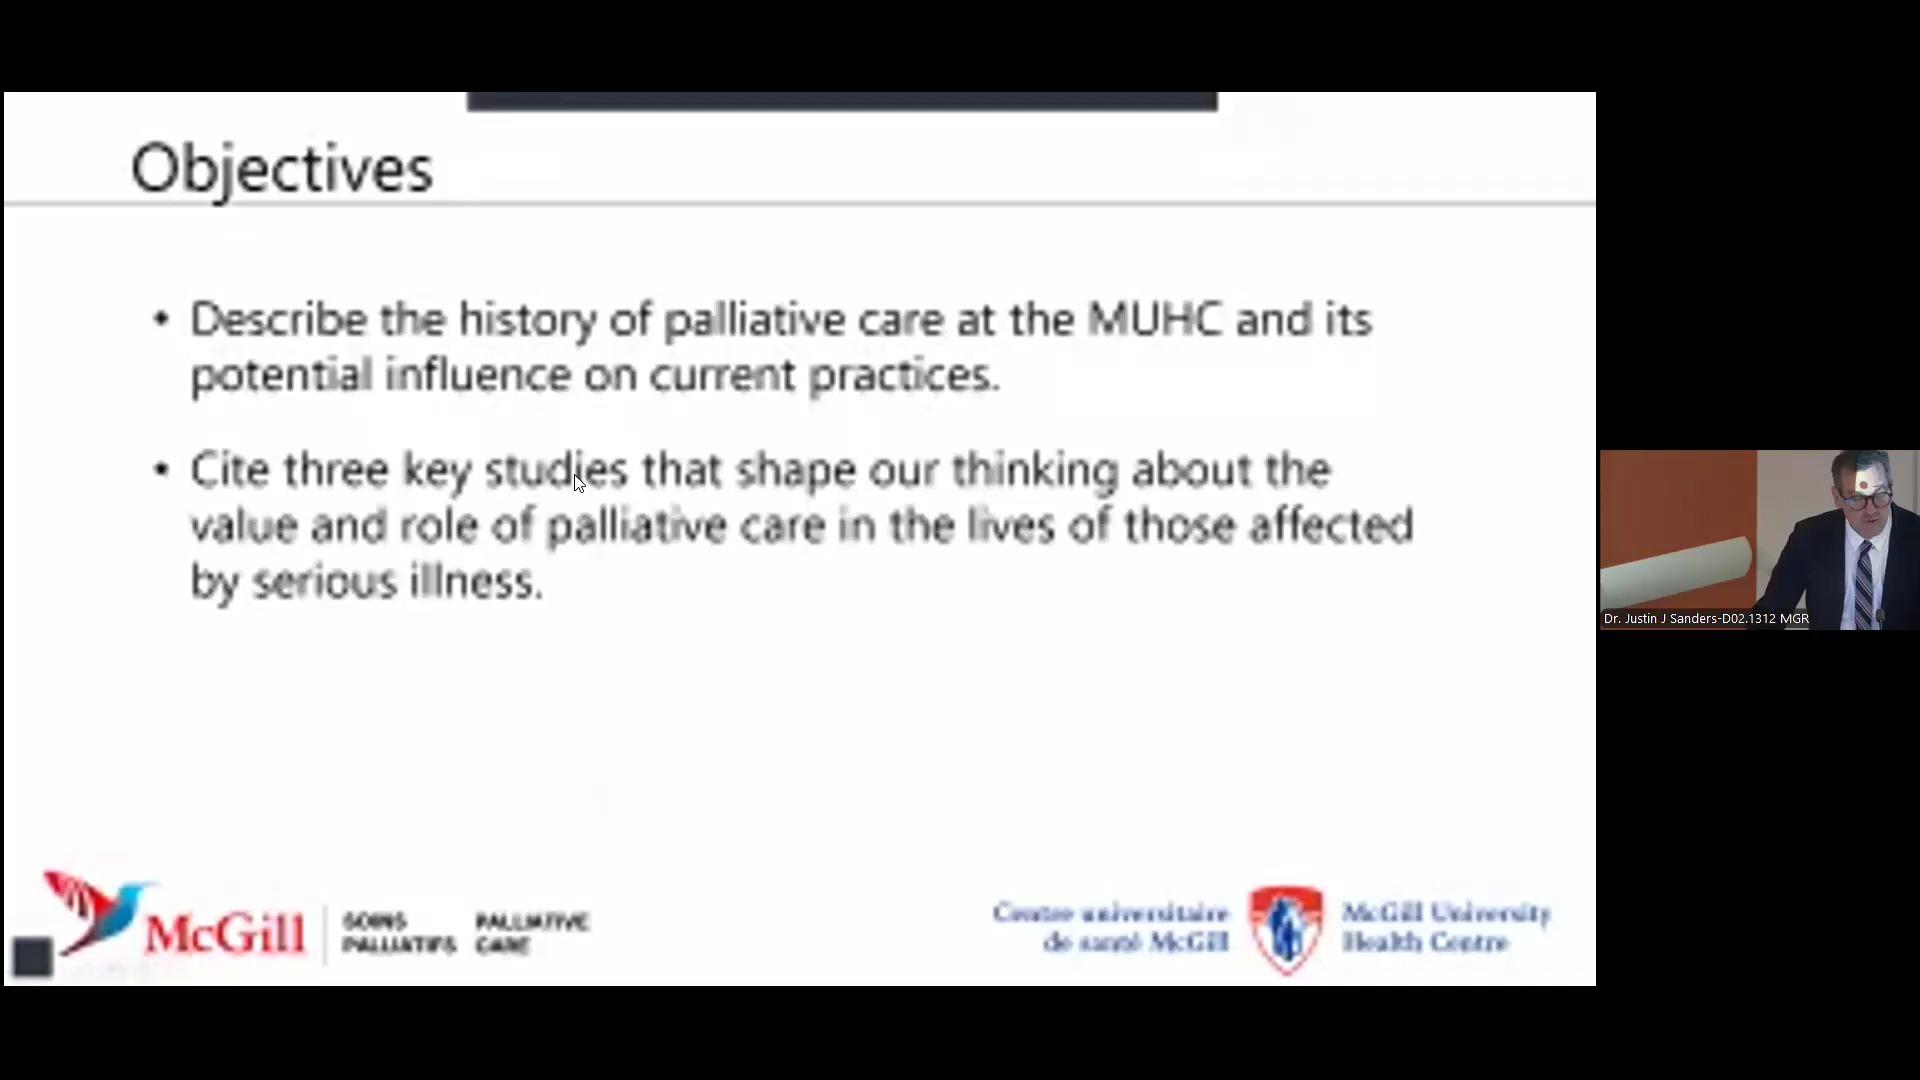 Objectives
• Describe the history of palliative care at the MUHC and its
potential influence on current practices.
• Cite three key studies that shape our thinking about the
value and role of palliative care in the lives of those affected
by serious illness.
McGill
SOINS
PALLIATIFS
PALLIATIVE
CARE
Centre universitaire
de santé McGill
McGill University
Health Centre
Dr. Justin J Sanders-D02.1312 MGR